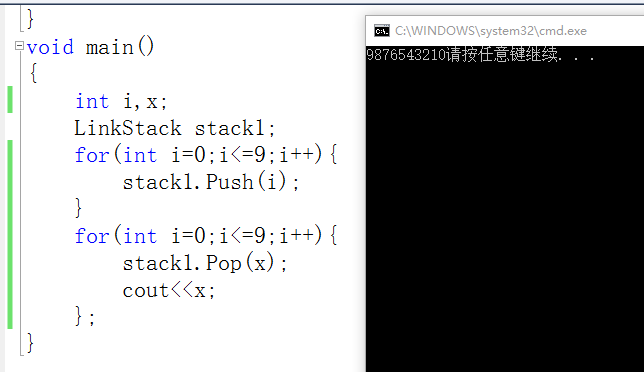 }
void main()
{
int i,x;
LinkStack stack1;
for(int i=0;i<=9;i++){
stack1.Push(i);
}
for(int i=0;i<=9;i++){
stack1.Pop(x);
cout<<x;
};
}
C:\WINDOWS\system32\cmd.exe
9876543210请按任意键继续. . .